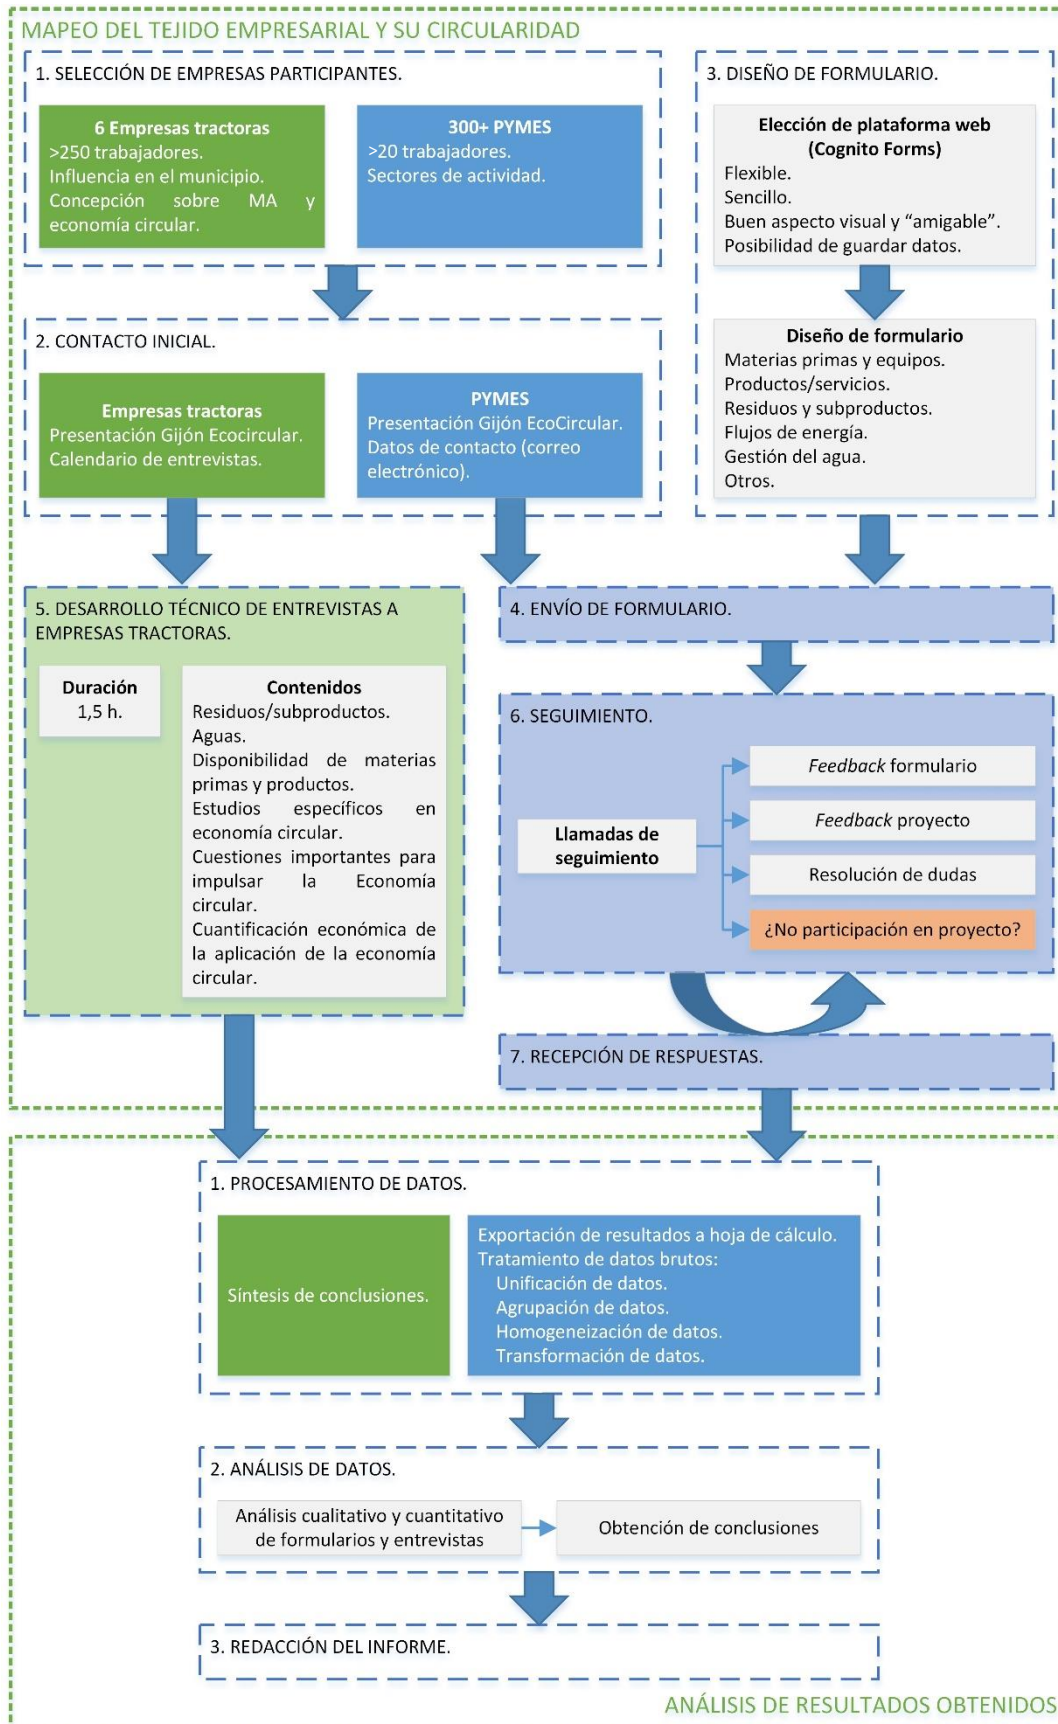 MAPEO DEL TEJIDO EMPRESARIAL Y SU CIRCULARIDAD
1. SELECCIÓN DE EMPRESAS PARTICIPANTES.
6 Empresas tractoras
>250 trabajadores.
Influencia en el municipio.
Concepción sobre MA y
economía circular.
300+ PYMES
>20 trabajadores.
Sectores de actividad.
2. CONTACTO INICIAL.
Empresas tractoras
Presentación Gijón Ecocircular.
Calendario de entrevistas.
PYMES
Presentación Gijón EcoCircular.
Datos de contacto (correo
electrónico).
3. DISEÑO DE FORMULARIO.
Elección de plataforma web
(Cognito Forms)
Flexible.
Sencillo.
Buen aspecto visual y “amigable”.
Posibilidad de guardar datos.
Diseño de formulario
Materias primas y equipos.
Productos/servicios.
Residuos y subproductos.
Flujos de energía.
Gestión del agua.
Otros.
5. DESARROLLO TÉCNICO DE ENTREVISTAS A
EMPRESAS TRACTORAS.
Duración
1,5 h.
Contenidos
Residuos/subproductos.
Aguas.
Disponibilidad de materias
primas y productos.
Estudios específicos en
economía circular.
Cuestiones importantes para
impulsar la Economía
circular.
Cuantificación económica de
la aplicación de la economía
circular.
4. ENVÍO DE FORMULARIO.
6. SEGUIMIENTO.
Llamadas de
seguimiento
Feedback formulario
Feedback proyecto
Resolución de dudas
¿No participación en proyecto?
7. RECEPCIÓN DE RESPUESTAS.
1. PROCESAMIENTO DE DATOS.
Síntesis de conclusiones.
Exportación de resultados a hoja de cálculo.
Tratamiento de datos brutos:
Unificación de datos.
Agrupación de datos.
Homogeneización de datos.
Transformación de datos.
2. ANÁLISIS DE DATOS.
Análisis cualitativo y cuantitativo
de formularios y entrevistas
Obtención de conclusiones
3. REDACCIÓN DEL INFORME.
ANÁLISIS DE RESULTADOS OBTENIDOS